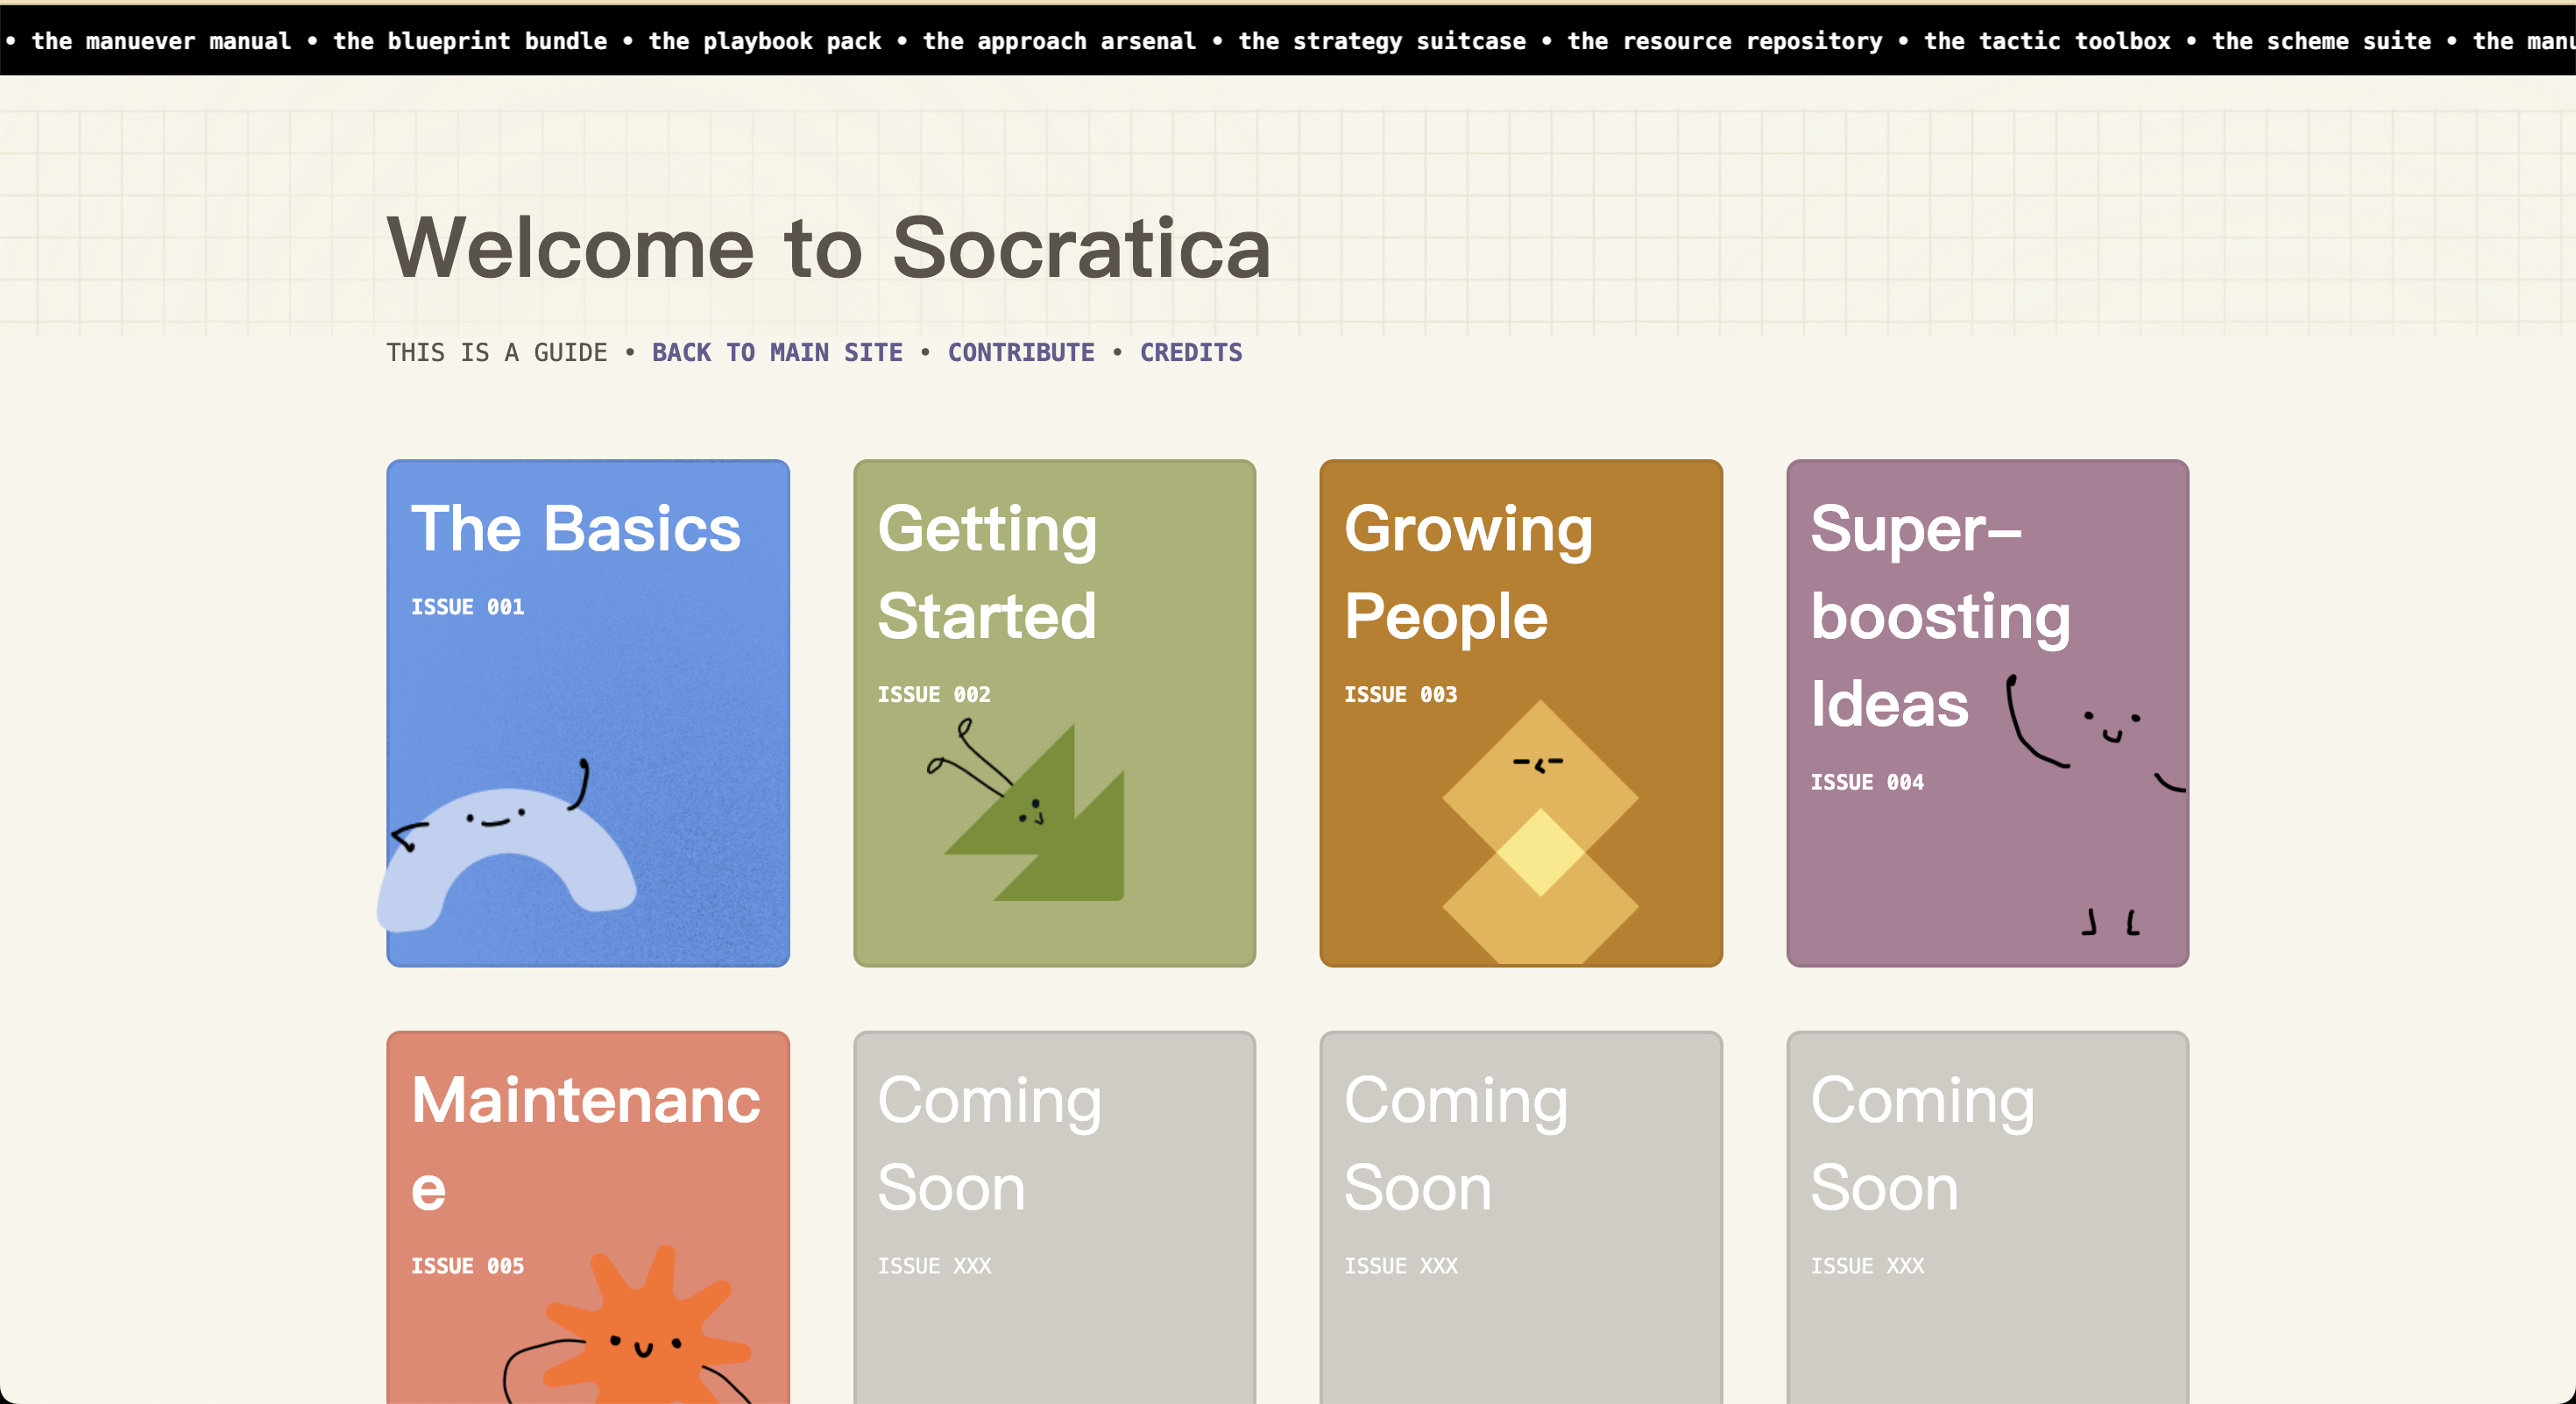 • the manuever manual • the blueprint bundle • the playbook pack • the approach arsenal • the strategy suitcase • the resource repository • the tactic toolbox • the scheme suite • the manu
Welcome to Socratica
THIS IS A GUIDE • BACK TO MAIN SITE • CONTRIBUTE • CREDITS
The Basics
ISSUE 001
Getting
Started
ISSUE 002
Growing
People
ISSUE 003
Super–
boosting
Ideas
ISSUE 004
Maintenanc
e
ISSUE 005
Coming
Soon
ISSUE XXX
Coming
Soon
ISSUE XXX
Coming
Soon
ISSUE XXX